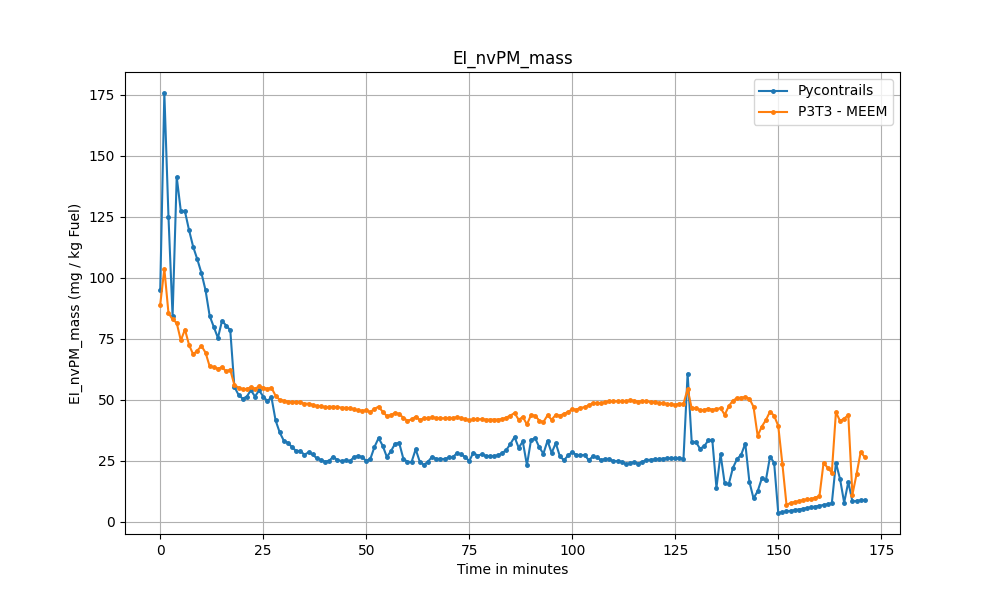 EI_nvPM_mass
Pycontrails
P3T3 - MEEM
EI_nvPM_mass (mg / kg Fuel)
175
150
125
100
75
50
25
0
0 25 50 75 100 125 150 175
Time in minutes